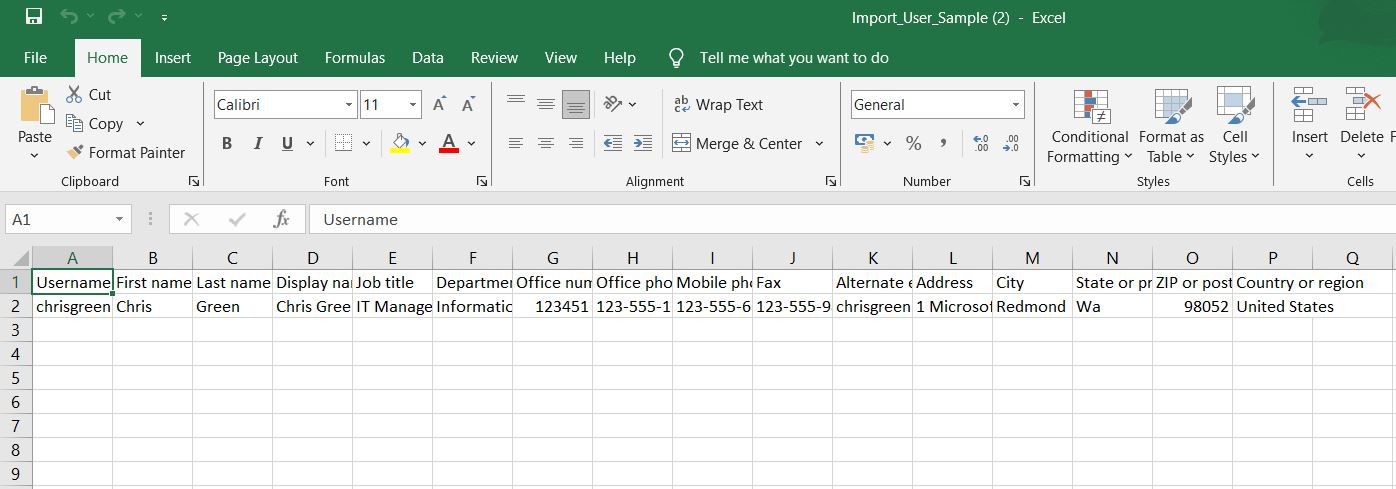 Import_User_Sample (2) - Excel
File Home Insert Page Layout Formulas Data Review View Help Tell me what you want to do
Cut
Copy
Format Painter
Paste
Clipboard
Calibri 11
B I U
Font
Wrap Text
Merge & Center
Alignment
General
%
Number
Conditional Formatting
Format as Table
Cell Styles
Styles
Insert Delete F
Cells
A1 fx Username
A B C D E F G H I J K L M N O P Q
1 Username First name Last name Display na Job title Departmer Office num Office pho Mobile pho Fax Alternate e Address City State or pr ZIP or post Country or region
2 chrisgreen Chris Green Chris Gree IT Manage Informatic 123451 123-555-1 123-555-6 123-555-9 chrisgreen 1 Microsof Redmond Wa 98052 United States
3
4
5
6
7
8
9